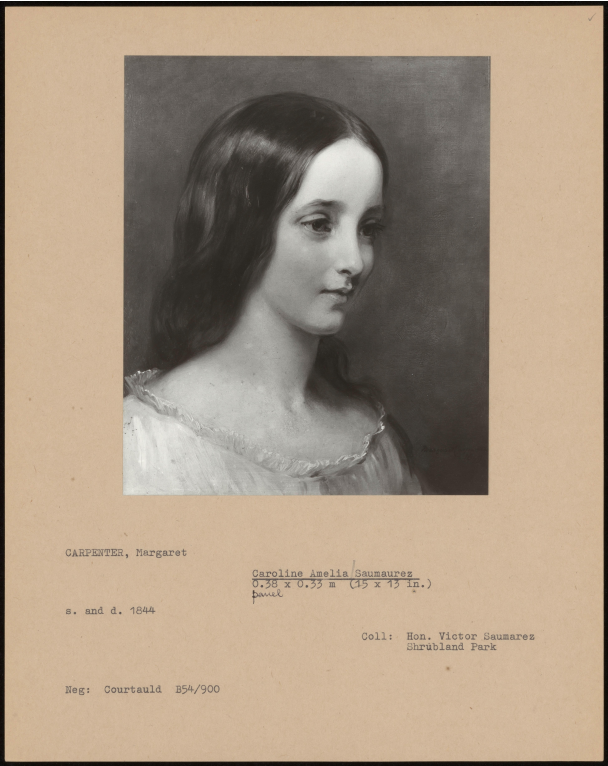 CARPENTER, Margaret
Caroline Amelia/Saumaurez
0.38 x 0.33 m (15 x 13 in.)
panel
s. and d. 1844
Coll: Hon. Victor Saumarez
Shrubland Park
Neg: Courtauld B54/900